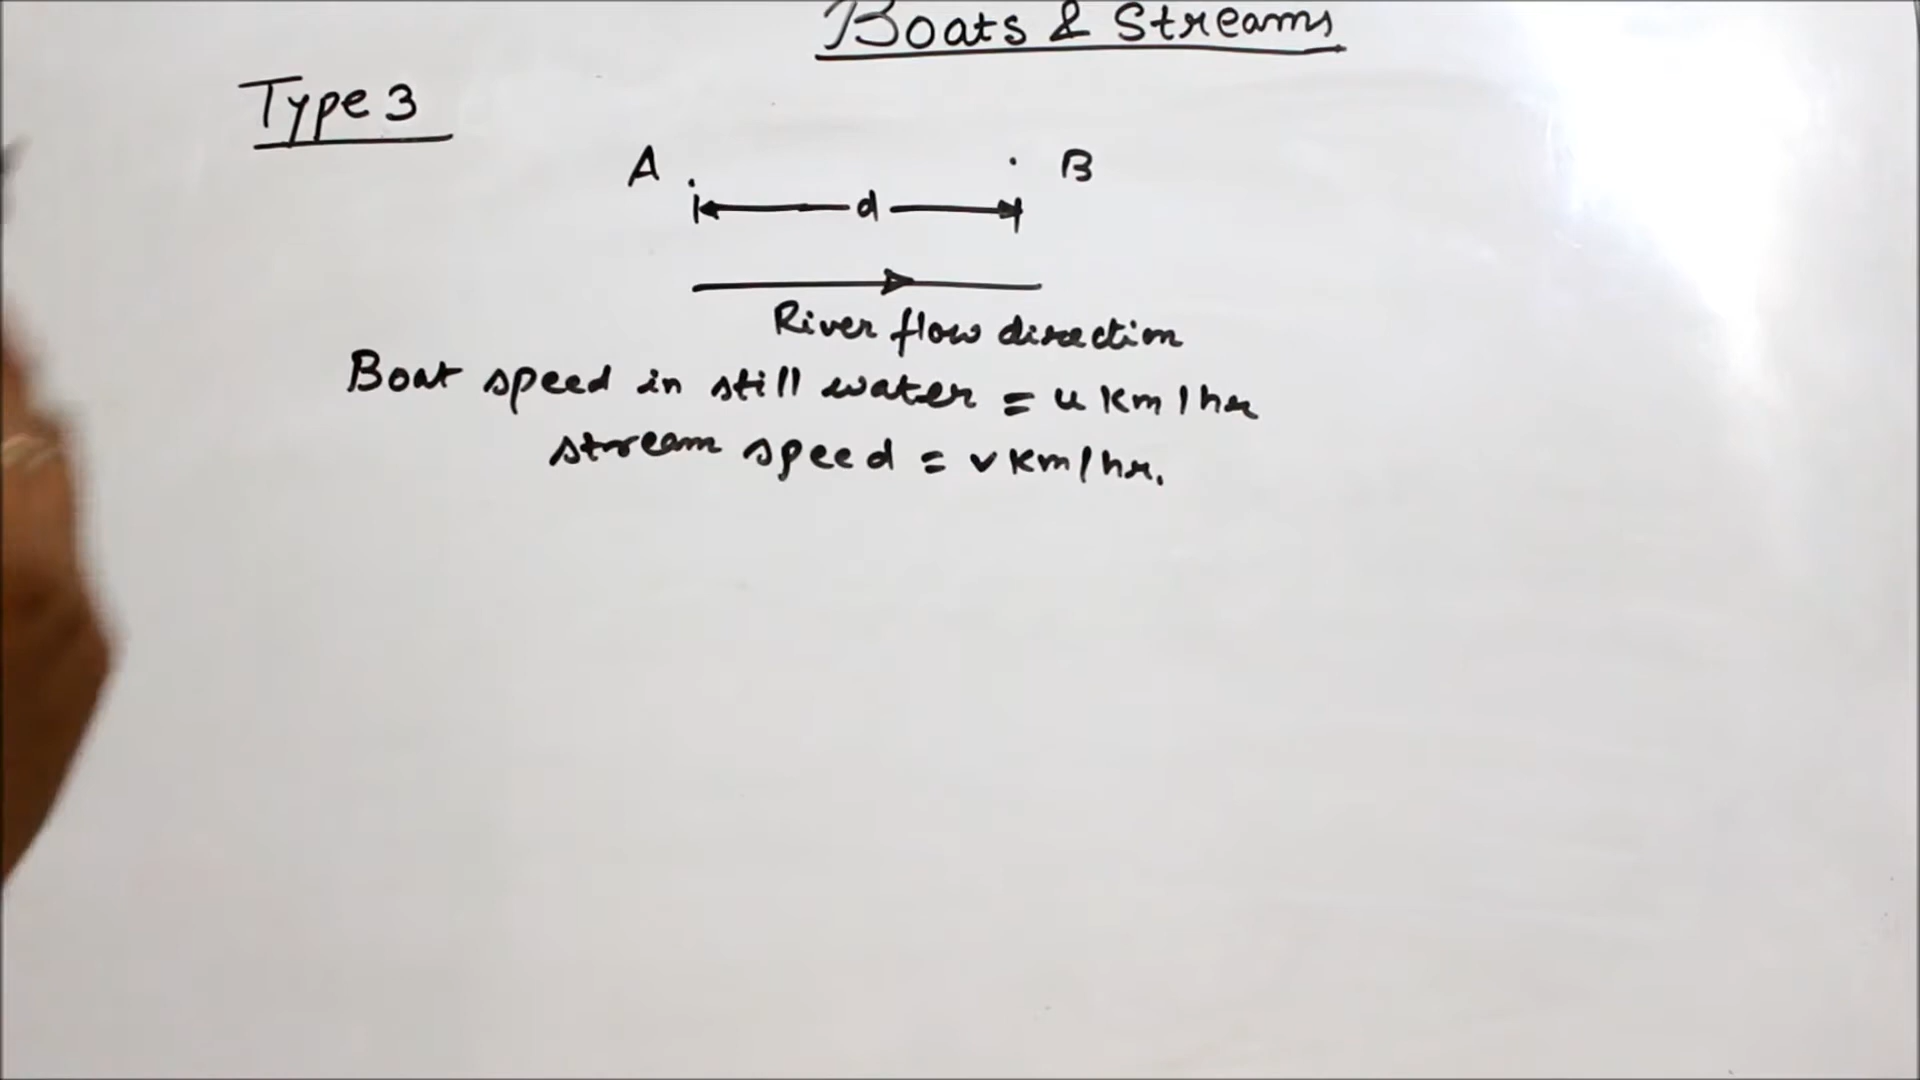 Boats & Streams
Type 3
A B
d
River flow direction
Boat speed in still water = u km/hr
stream speed = v km/hr.